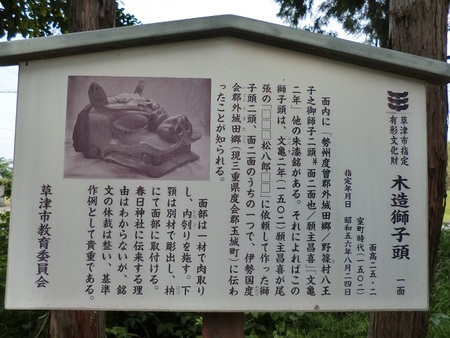 草津市指定
有形文化財
木造獅子頭 一面
面高二五・二
室町時代(一五〇二)
指定年月日 昭和五六年八月二四日
面内に「勢州度曾郡外城田郷/野篠村八王
子之御師子二頭并面二面也/願主昌喜」「文亀
二年」他の朱漆銘がある。それによればこの
獅子頭は、文亀二年(一五〇二)願主昌喜が尾
張の「□□□松八郎□□」に依頼して作った獅
子頭二頭、面二面のうちの一つで、伊勢国度
会郡外城田郷(現三重県度会郡玉城町)に伝わ
ったことが知られる。
面部は一材で肉取り
し、内刳りを施す。下
顎は別材で彫出し、枘
にて面部に取付ける。
春日神社に伝来する理
由はわからないが、銘
文の体裁は整い、基準
作例として貴重である。
草津市教育委員会